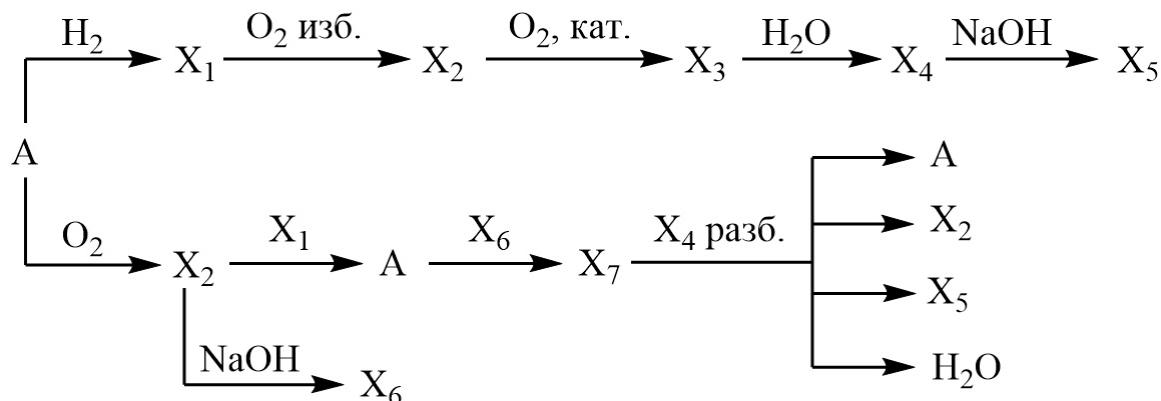 H₂ O₂ изб. O₂, кат. H₂O NaOH
X₁ X₂ X₃ X₄ X₅
A A
O₂ X₁ X₆ X₄ разб. X₂
X₂ A X₇ X₅
NaOH H₂O
X₆